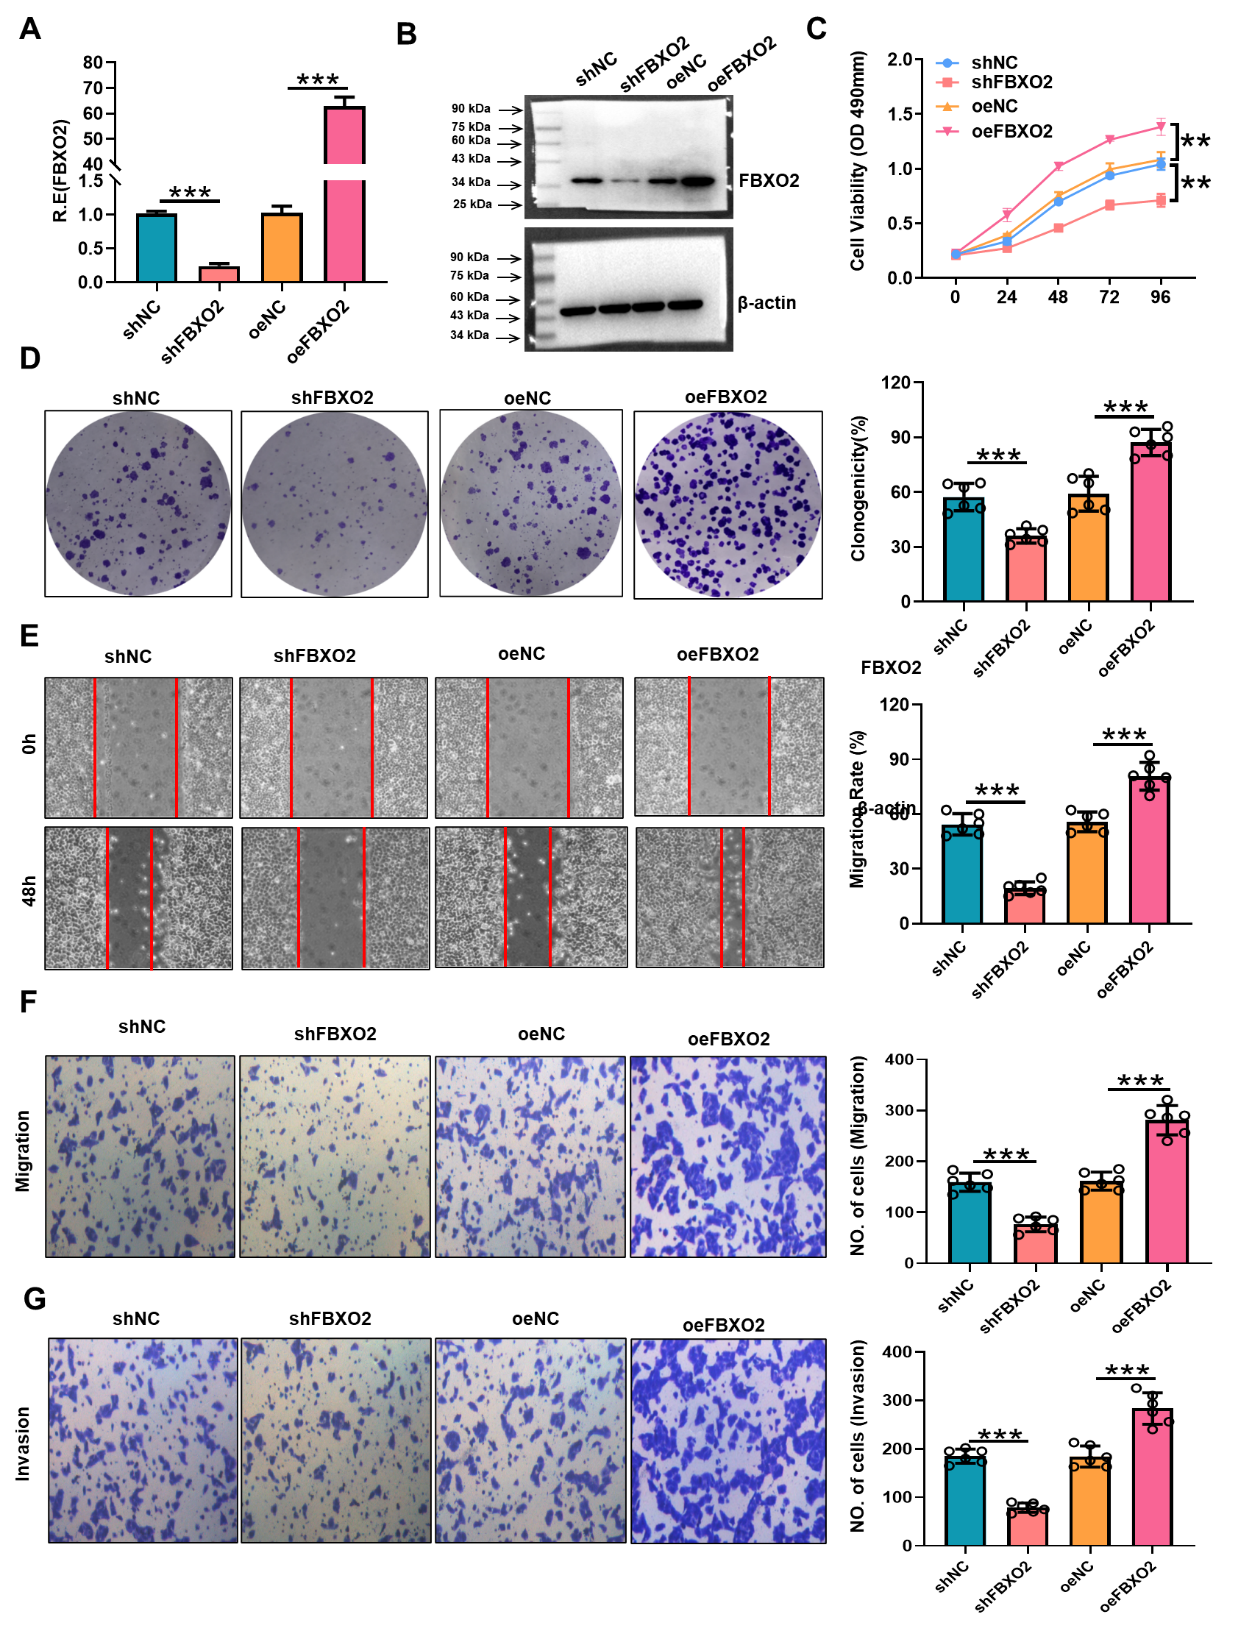 A
R.E(FBXO2)
80
70
60
50
40
1.5
1.0
0.5
0.0
***
***
shNC
shFBXO2
oeNC
oeFBXO2
B
shNC
shFBXO2
oeNC
oeFBXO2
90 kDa
75 kDa
60 kDa
43 kDa
34 kDa
25 kDa
FBXO2
90 kDa
75 kDa
60 kDa
43 kDa
34 kDa
β-actin
C
Cell Viability (OD 490mm)
2.0
1.5
1.0
0.5
0.0
shNC
shFBXO2
oeNC
oeFBXO2
**
**
0 24 48 72 96
D
shNC
shFBXO2
oeNC
oeFBXO2
Clonogenicity(%)
120
90
60
30
0
***
***
shNC
shFBXO2
oeNC
oeFBXO2
E
shNC
shFBXO2
oeNC
oeFBXO2
0h
48h
FBXO2
β-actin
Migration Rate (%)
120
90
60
30
0
***
***
shNC
shFBXO2
oeNC
oeFBXO2
F
shNC
shFBXO2
oeNC
oeFBXO2
Migration
NO. of cells (Migration)
400
300
200
100
0
***
***
shNC
shFBXO2
oeNC
oeFBXO2
G
shNC
shFBXO2
oeNC
oeFBXO2
Invasion
NO. of cells (Invasion)
400
300
200
100
0
***
***
shNC
shFBXO2
oeNC
oeFBXO2